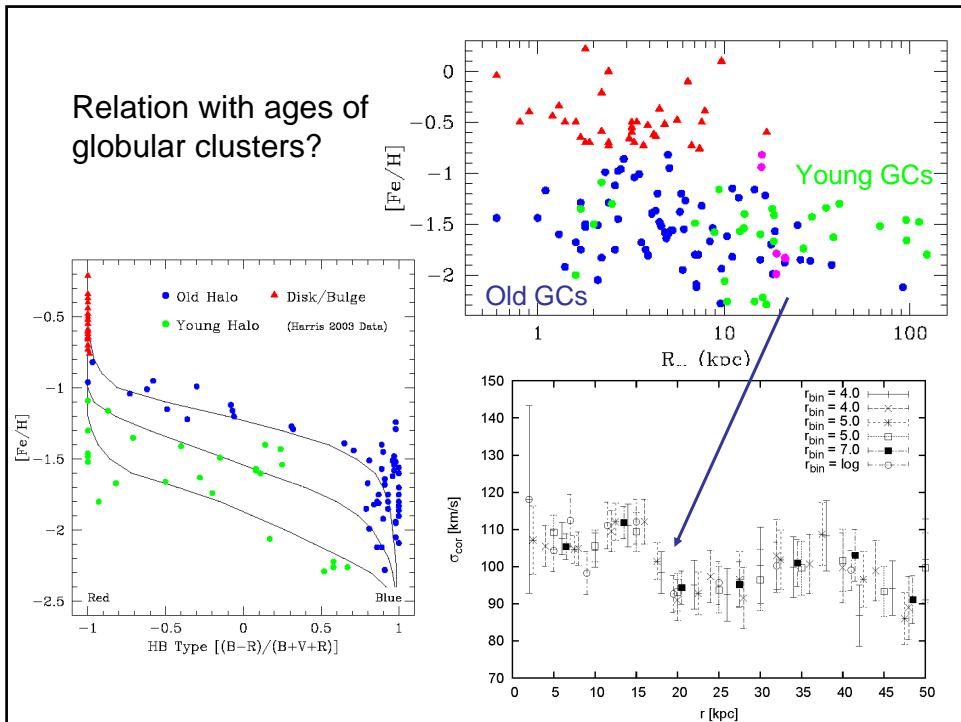 Relation with ages of
globular clusters?
0
−0.5
−1
−1.5
−2
[Fe/H]
Young GCs
Old GCs
1
10
100
(kpc)
Old Halo
Disk/Bulge
Young Halo
(Harris 2003 Data)
−0.5
−1
−1.5
−2
−2.5
[Fe/H]
Red
Blue
−1
−0.5
0
0.5
1
HB Type [(B−R)/(B+V+R)]
150
140
130
120
110
100
90
80
70
σcor [km/s]
rbin = 4.0
rbin = 4.0
rbin = 5.0
rbin = 5.0
rbin = 7.0
rbin = log
0 5 10 15 20 25 30 35 40 45 50
r [kpc]